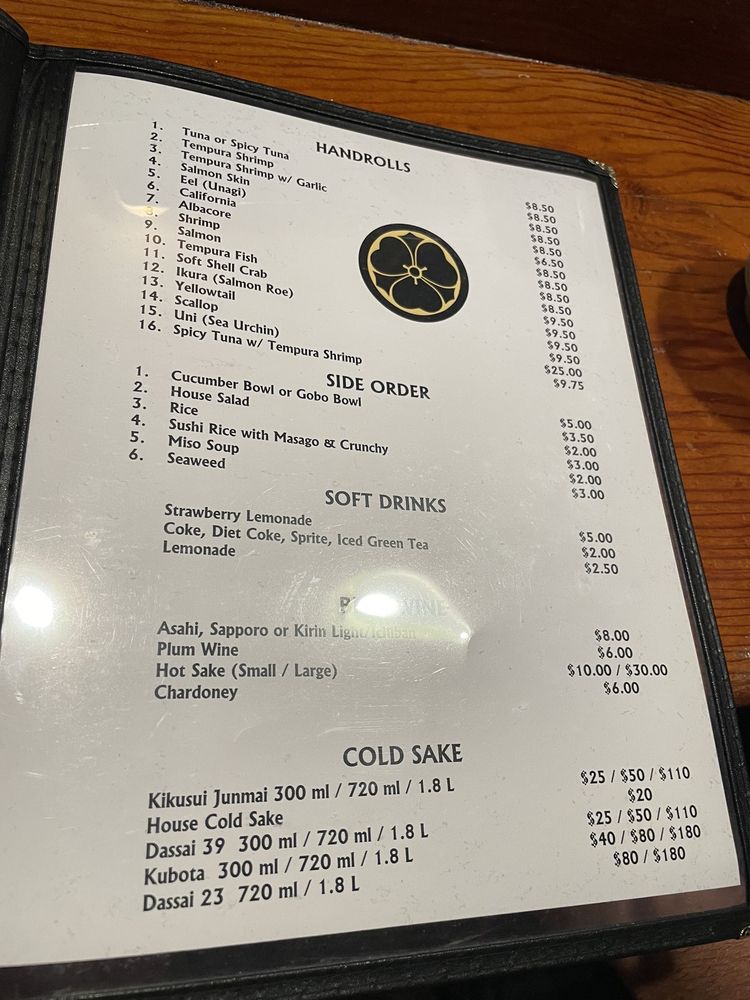 HANDROLLS
1. Tuna or Spicy Tuna $8.50
2. Tempura Shrimp $8.50
3. Tempura Shrimp w/ Garlic $8.50
4. Salmon Skin $8.50
5. Eel (Unagi) $8.50
6. California $6.50
7. Albacore $8.50
8. Shrimp $8.50
9. Salmon $8.50
10. Tempura Fish $8.50
11. Soft Shell Crab $9.50
12. Ikura (Salmon Roe) $9.50
13. Yellowtail $9.50
14. Scallop $9.50
15. Uni (Sea Urchin) $25.00
16. Spicy Tuna w/ Tempura Shrimp $9.75
SIDE ORDER
1. Cucumber Bowl or Gobo Bowl $5.00
2. House Salad $3.50
3. Rice $2.00
4. Sushi Rice with Masago & Crunchy $3.00
5. Miso Soup $2.00
6. Seaweed $3.00
SOFT DRINKS
Strawberry Lemonade $5.00
Coke, Diet Coke, Sprite, Iced Green Tea $2.00
Lemonade $2.50
WINE
Asahi, Sapporo or Kirin Light/Ichiban $8.00
Plum Wine $6.00
Hot Sake (Small / Large) $10.00 / $30.00
Chardoney $6.00
COLD SAKE
Kikusui Junmai 300 ml / 720 ml / 1.8 L $25 / $50 / $110
House Cold Sake $20
Dassai 39 300 ml / 720 ml / 1.8 L $25 / $50 / $110
Kubota 300 ml / 720 ml / 1.8 L $40 / $80 / $180
Dassai 23 720 ml / 1.8 L $80 / $180